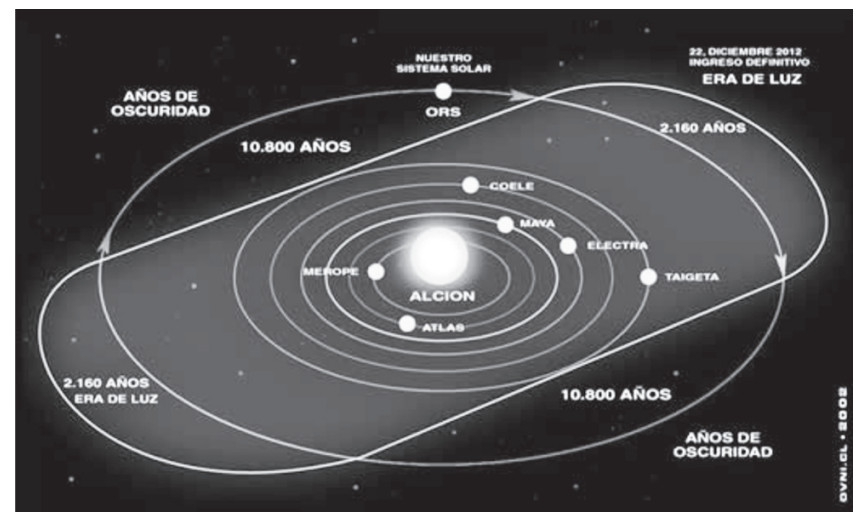 22, DICIEMBRE 2012
INGRESO DEFINITIVO
ERA DE LUZ
NUESTRO
SISTEMA SOLAR
ORS
AÑOS DE
OSCURIDAD
10.800 AÑOS
2.160 AÑOS
COELE
MAYA
ELECTRA
MEROPE
TAIGETA
ALCION
ATLAS
2.160 AÑOS
ERA DE LUZ
10.800 AÑOS
AÑOS DE
OSCURIDAD
OVNI.CL • 2002